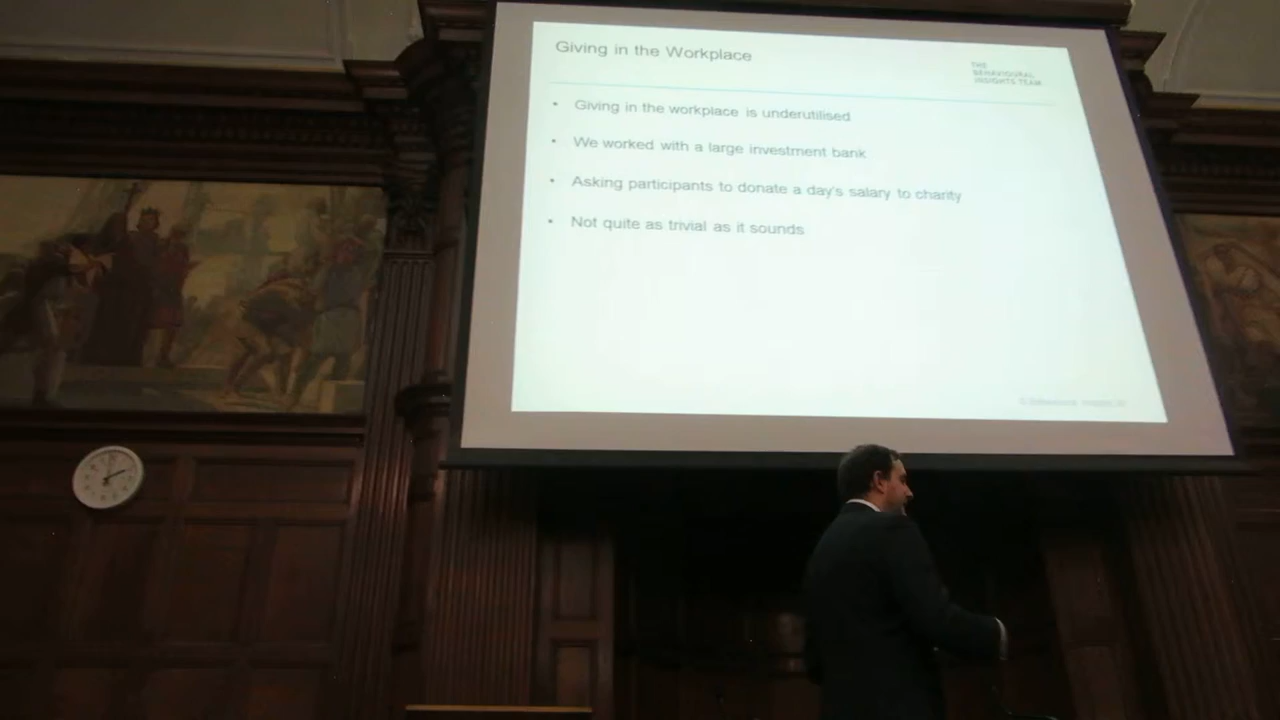 Giving in the Workplace
THE
BEHAVIOURAL
INSIGHTS TEAM
• Giving in the workplace is underutilised
• We worked with a large investment bank
• Asking participants to donate a day's salary to charity
• Not quite as trivial as it sounds